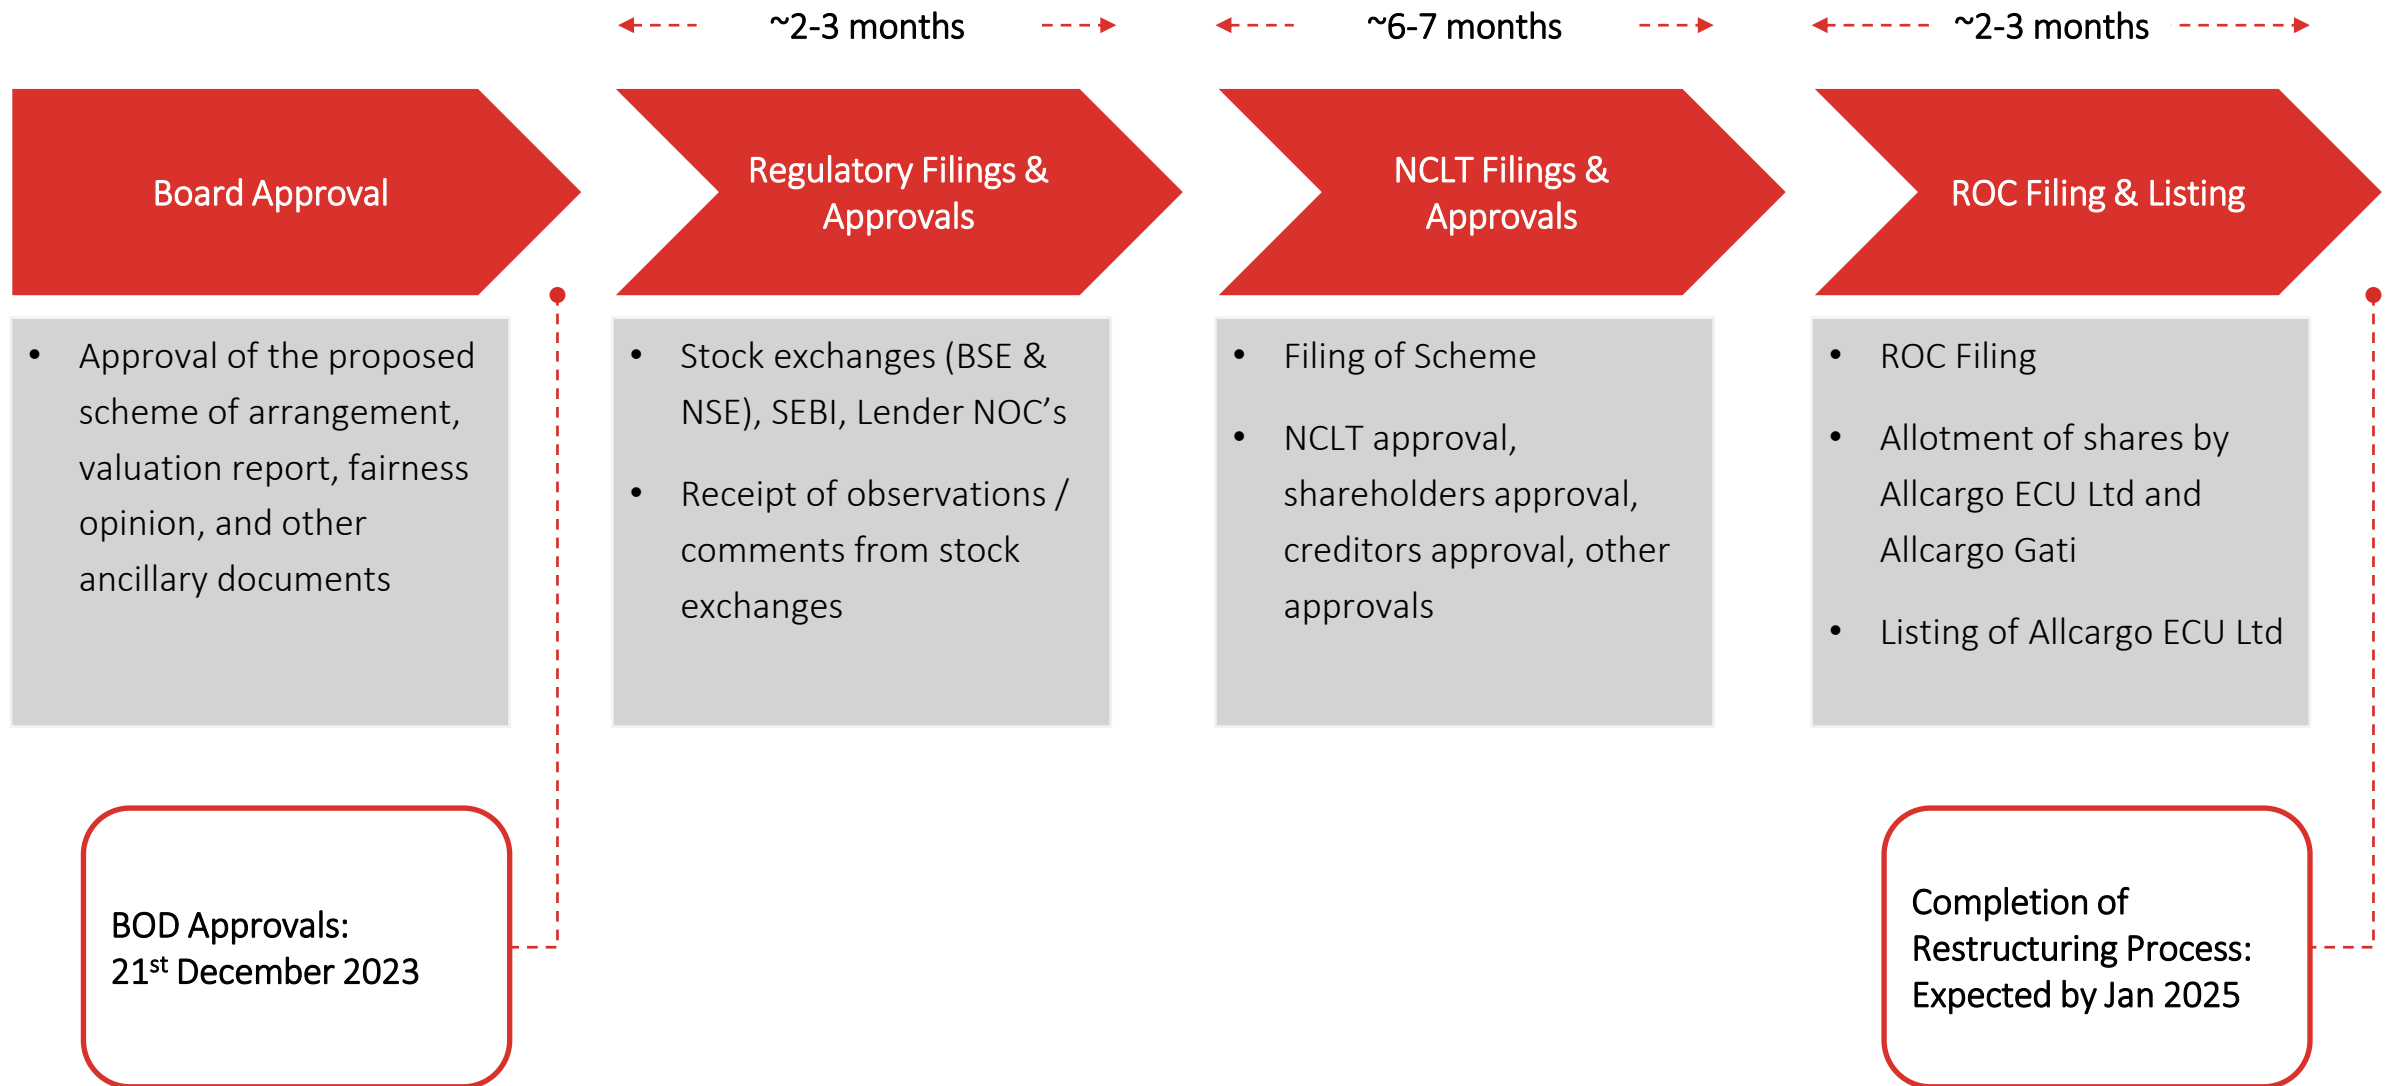 ~2-3 months
~6-7 months
~2-3 months
Board Approval
Regulatory Filings &
Approvals
NCLT Filings &
Approvals
ROC Filing & Listing
• Approval of the proposed
scheme of arrangement,
valuation report, fairness
opinion, and other
ancillary documents
• Stock exchanges (BSE &
NSE), SEBI, Lender NOC’s
• Receipt of observations /
comments from stock
exchanges
• Filing of Scheme
• NCLT approval,
shareholders approval,
creditors approval, other
approvals
• ROC Filing
• Allotment of shares by
Allcargo ECU Ltd and
Allcargo Gati
• Listing of Allcargo ECU Ltd
BOD Approvals:
21st December 2023
Completion of
Restructuring Process:
Expected by Jan 2025